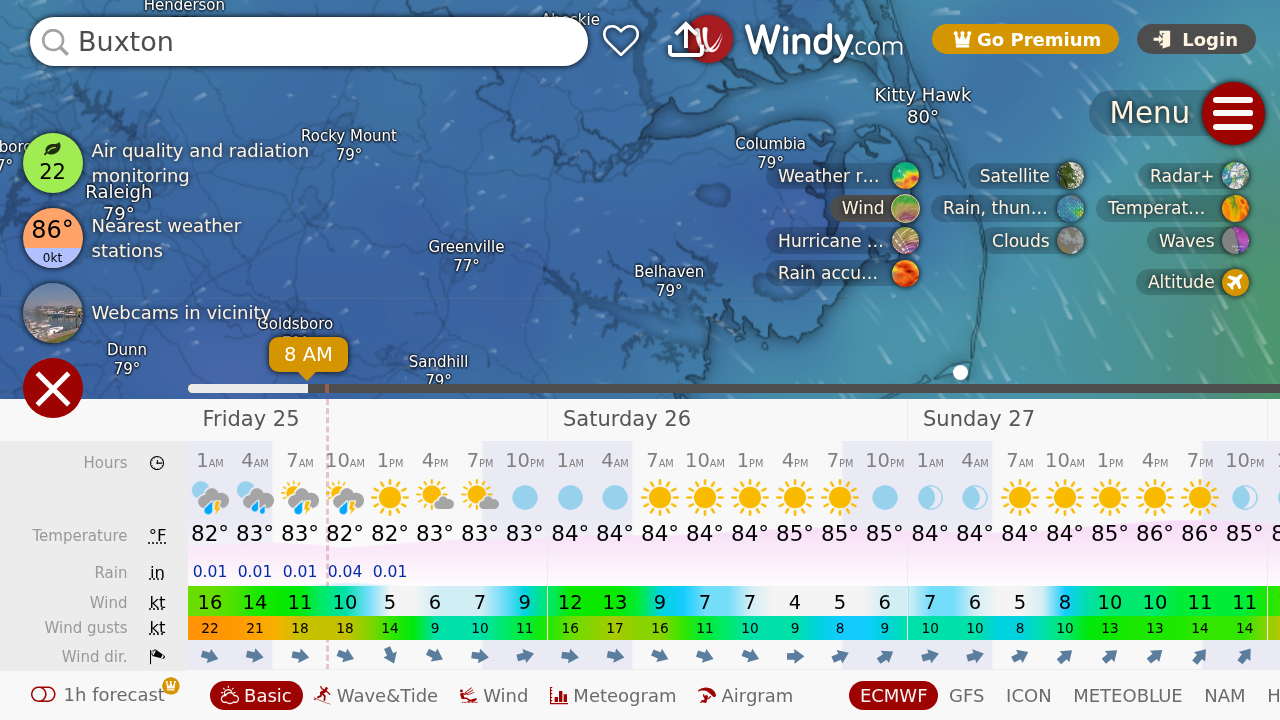 Henderson
Ahoskie
Buxton
Windy.com
Go Premium
Login
Kitty Hawk
80°
Menu
Rocky Mount
79°
Columbia
79°
22
Air quality and radiation
monitoring
Raleigh
79°
Weather r...
Satellite
Radar+
Wind
Rain, thun...
Temperat...
86°
0kt
Nearest weather
stations
Hurricane ...
Clouds
Waves
Greenville
77°
Belhaven
79°
Rain accu...
Altitude
Webcams in vicinity
Goldsboro
Dunn
79°
8 AM
Sandhill
79°
Friday 25 Saturday 26 Sunday 27
Hours 1AM 4AM 7AM 10AM 1PM 4PM 7PM 10PM 1AM 4AM 7AM 10AM 1PM 4PM 7PM 10PM 1AM 4AM 7AM 10AM 1PM 4PM 7PM 10PM
Temperature °F 82° 83° 83° 82° 82° 83° 83° 83° 84° 84° 84° 84° 84° 85° 85° 85° 84° 84° 84° 84° 85° 86° 86° 85° 8
Rain in 0.01 0.01 0.01 0.04 0.01
Wind kt 16 14 11 10 5 6 7 9 12 13 9 7 7 4 5 6 7 6 5 8 10 10 11 11
Wind gusts kt 22 21 18 18 14 9 10 11 16 17 16 11 10 9 8 9 10 10 8 10 13 13 14 14
Wind dir.
1h forecast Basic Wave&Tide Wind Meteogram Airgram ECMWF GFS ICON METEOBLUE NAM H